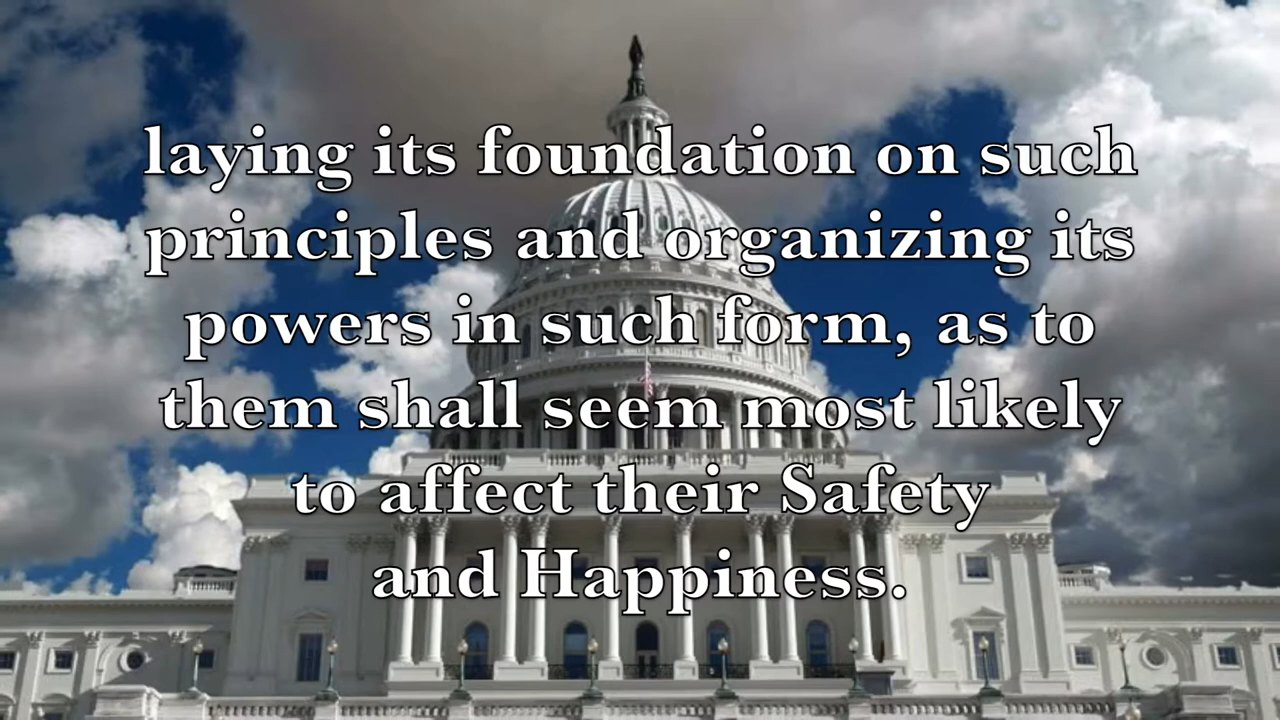 laying its foundation on such
principles and organizing its
powers in such form, as to
them shall seem most likely
to affect their Safety
and Happiness.